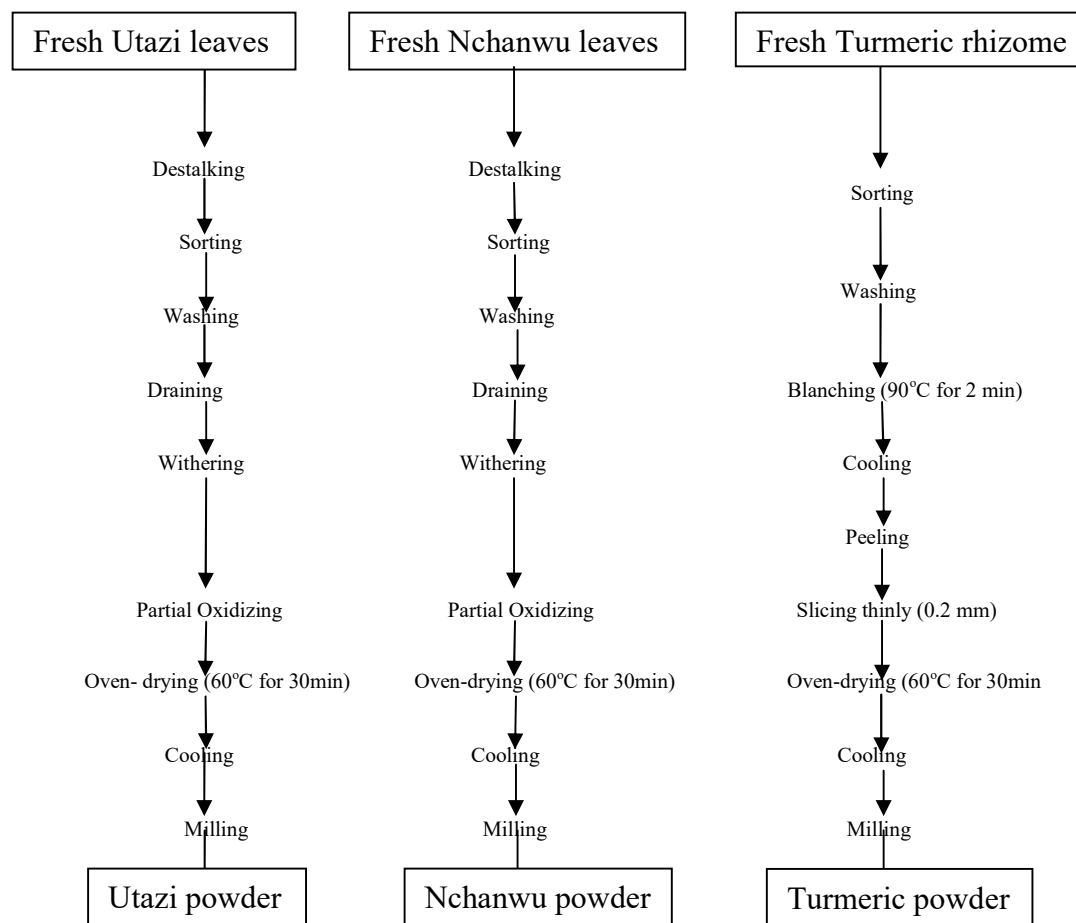 Fresh Utazi leaves
Destalking
Sorting
Washing
Draining
Withering
Partial Oxidizing
Oven- drying (60°C for 30min)
Cooling
Milling
Utazi powder
Fresh Nchanwu leaves
Destalking
Sorting
Washing
Draining
Withering
Partial Oxidizing
Oven-drying (60°C for 30min)
Cooling
Milling
Nchanwu powder
Fresh Turmeric rhizome
Sorting
Washing
Blanching (90°C for 2 min)
Cooling
Peeling
Slicing thinly (0.2 mm)
Oven-drying (60°C for 30min
Cooling
Milling
Turmeric powder